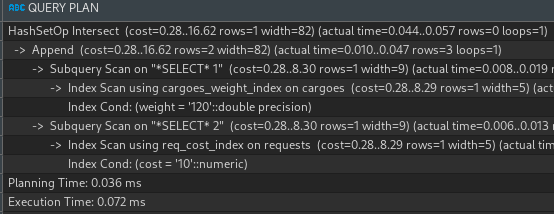 ABC QUERY PLAN
HashSetOp Intersect (cost=0.28..16.62 rows=1 width=82) (actual time=0.044..0.057 rows=0 loops=1)
-> Append (cost=0.28..16.62 rows=2 width=82) (actual time=0.010..0.047 rows=3 loops=1)
-> Subquery Scan on "*SELECT* 1" (cost=0.28..8.30 rows=1 width=9) (actual time=0.008..0.019
-> Index Scan using cargoes_weight_index on cargoes (cost=0.28..8.29 rows=1 width=5) (act
Index Cond: (weight = '120'::double precision)
-> Subquery Scan on "*SELECT* 2" (cost=0.28..8.30 rows=1 width=9) (actual time=0.006..0.013
-> Index Scan using req_cost_index on requests (cost=0.28..8.29 rows=1 width=5) (actual t
Index Cond: (cost = '10'::numeric)
Planning Time: 0.036 ms
Execution Time: 0.072 ms